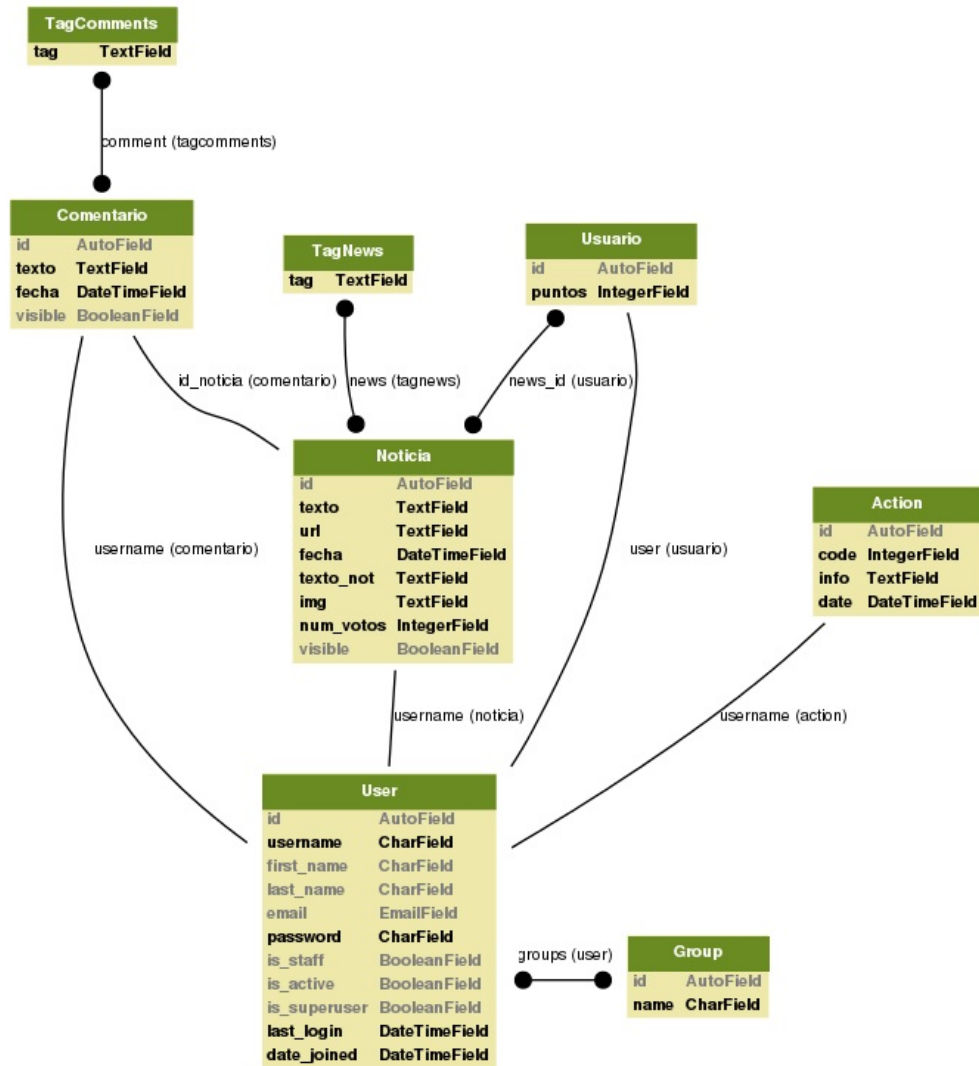 TagComments
tag TextField
comment (tagcomments)
Comentario
id AutoField
texto TextField
fecha DateTimeField
visible BooleanField
TagNews
tag TextField
Usuario
id AutoField
puntos IntegerField
id_noticia (comentario)
news (tagnews)
news_id (usuario)
Noticia
id AutoField
texto TextField
url TextField
fecha DateTimeField
texto_not TextField
img TextField
num_votos IntegerField
visible BooleanField
Action
id AutoField
code IntegerField
info TextField
date DateTimeField
username (comentario)
user (usuario)
username (noticia)
username (action)
User
id AutoField
username CharField
first_name CharField
last_name CharField
email EmailField
password CharField
is_staff BooleanField
is_active BooleanField
is_superuser BooleanField
last_login DateTimeField
date_joined DateTimeField
groups (user)
Group
id AutoField
name CharField